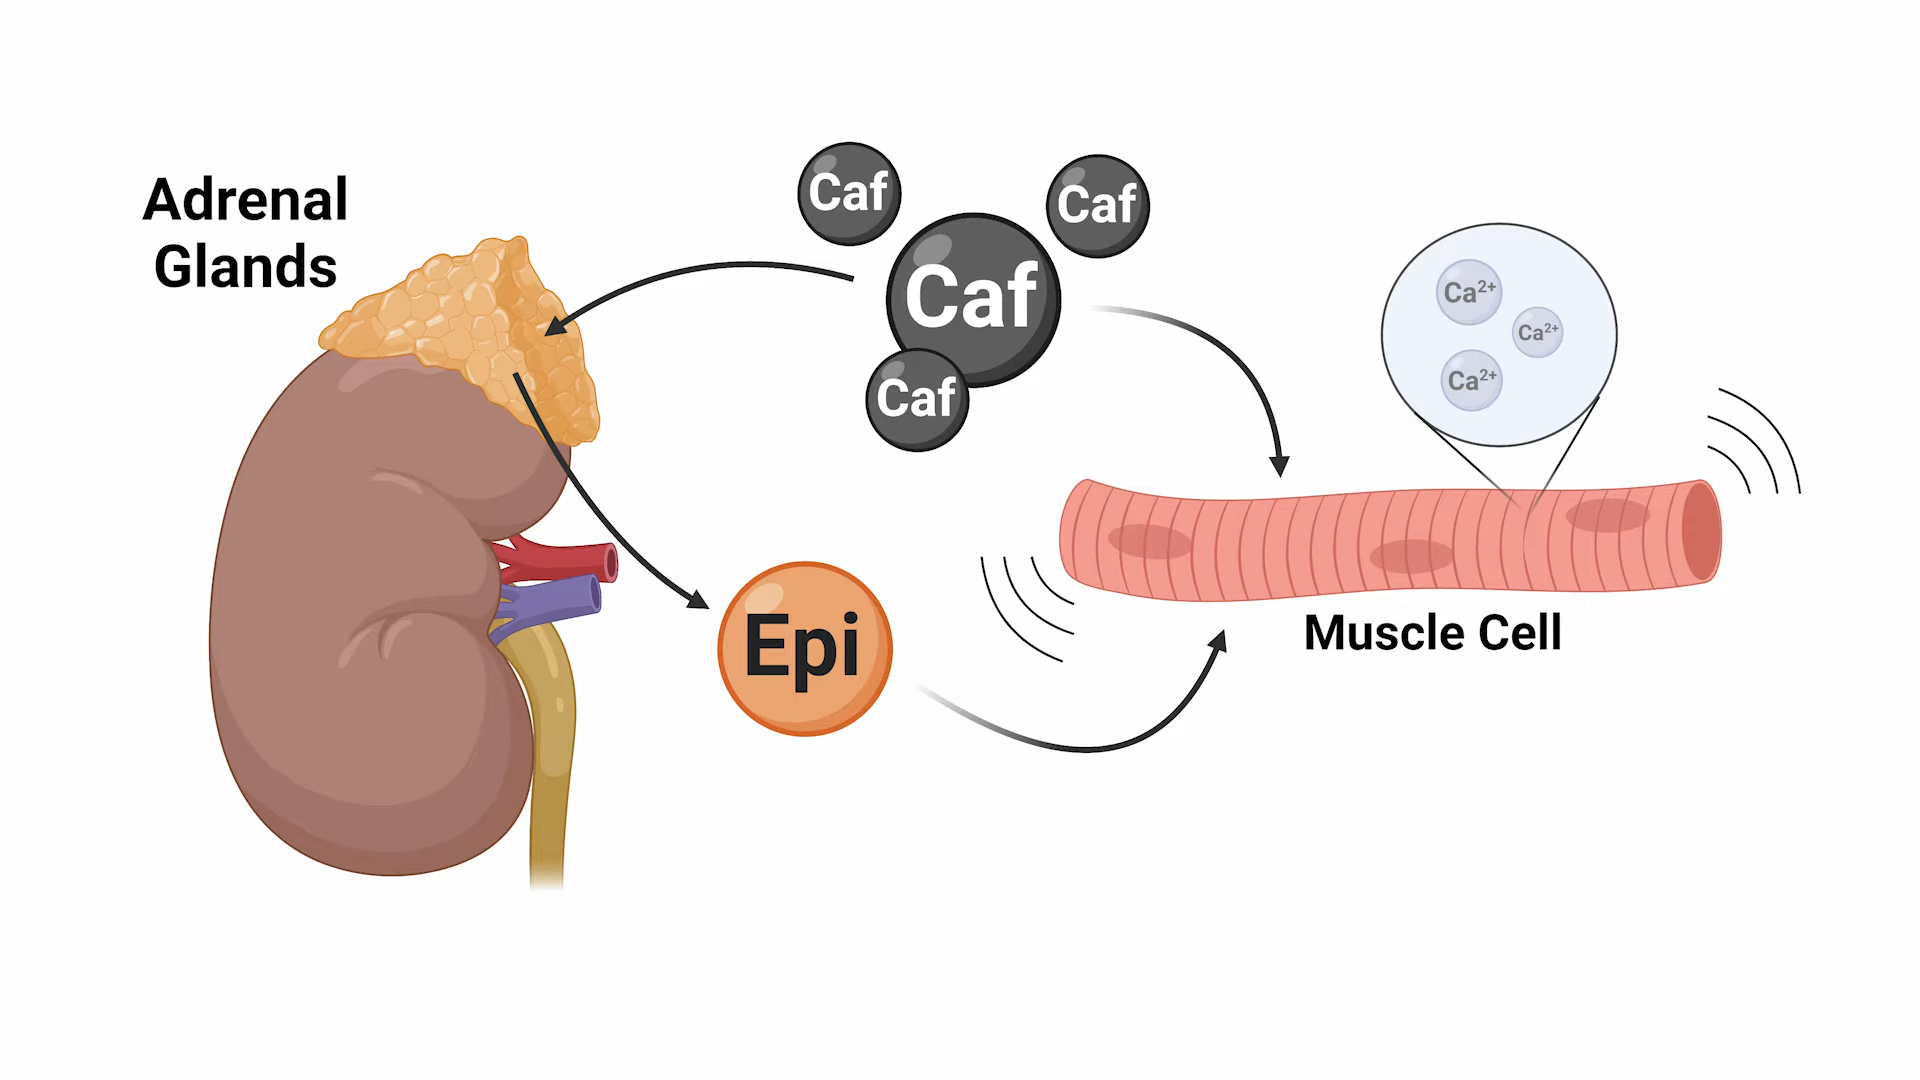 Adrenal
Glands
Caf
Caf
Caf
Caf
Ca²⁺
Ca²⁺
Ca²⁺
Epi
Muscle Cell